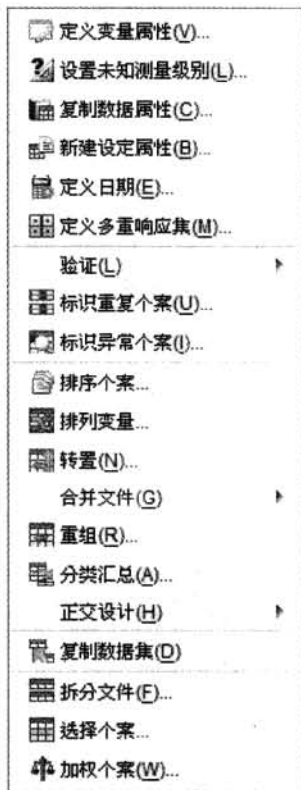 定义变量属性(V)...
设置未知测量级别(L)...
复制数据属性(C)...
新建设定属性(B)...
定义日期(E)...
定义多重响应集(M)...
验证(L)
标识重复个案(U)...
标识异常个案(I)...
排序个案...
排列变量...
转置(N)...
合并文件(G)
重组(R)...
分类汇总(A)...
正交设计(H)
复制数据集(D)
拆分文件(F)...
选择个案...
加权个案(W)...